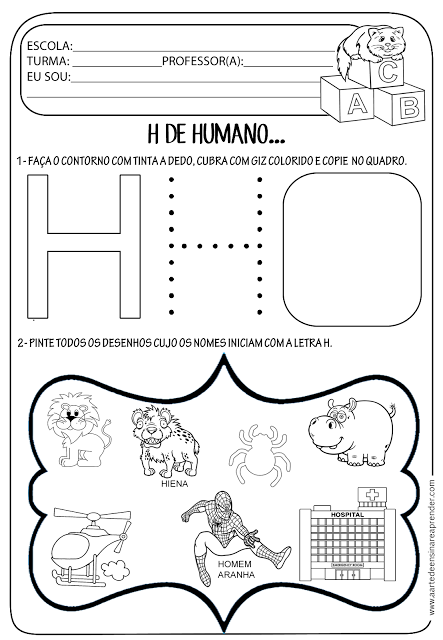 ESCOLA:
TURMA: PROFESSOR(A):
EU SOU:
C
A B
H DE HUMANO...
1- FAÇA O CONTORNO COM TINTA A DEDO, CUBRA COM GIZ COLORIDO E COPIE NO QUADRO.
H H
2- PINTE TODOS OS DESENHOS CUJO OS NOMES INICIAM COM A LETRA H.
HIENA
HOSPITAL
EMERGENCY ROOM
HOMEM
ARANHA
www.aartedeensinareaprender.com